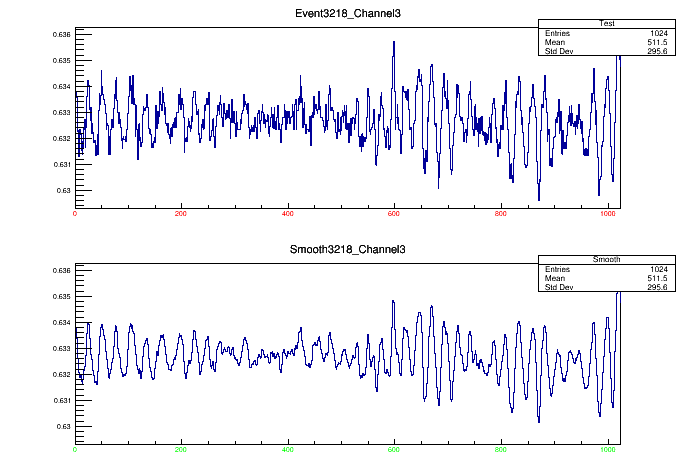 Event3218_Channel3
Test
Entries 1024
Mean 511.5
Std Dev 295.6
0.636
0.635
0.634
0.633
0.632
0.631
0.63
0 200 400 600 800 1000
Smooth3218_Channel3
Smooth
Entries 1024
Mean 511.5
Std Dev 295.6
0.636
0.635
0.634
0.633
0.632
0.631
0.63
0 200 400 600 800 1000